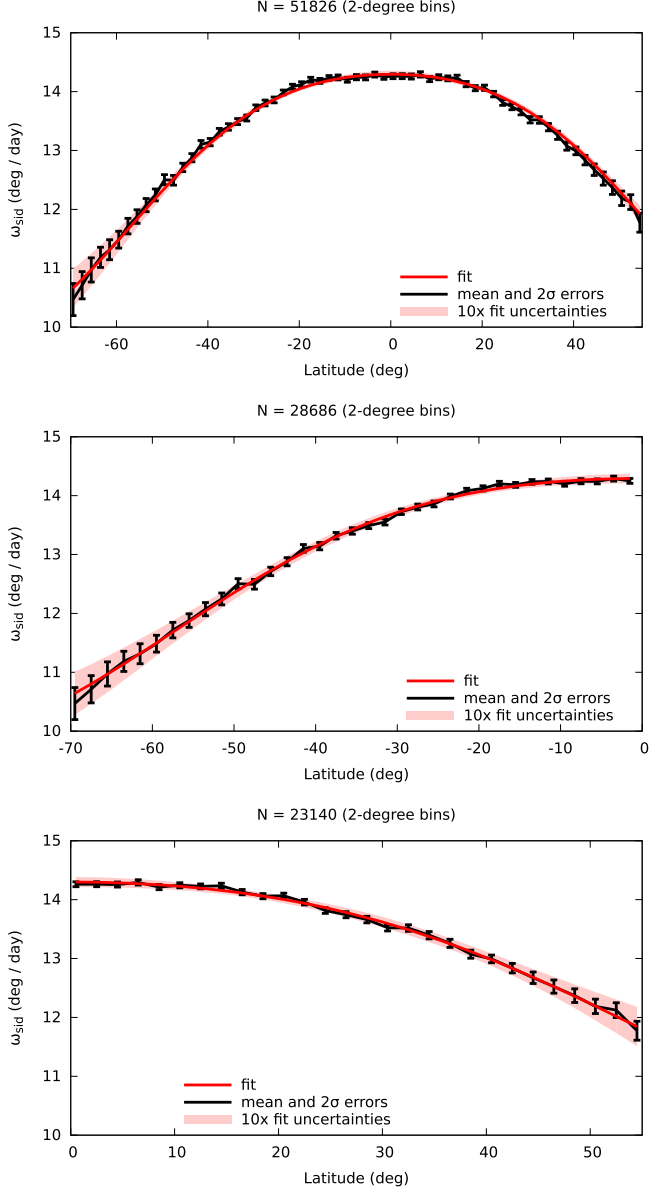 N = 51826 (2-degree bins)
15
14
13
12
11
10
ωsid (deg / day)
fit
mean and 2σ errors
10x fit uncertainties
-60 -40 -20 0 20 40
Latitude (deg)
N = 28686 (2-degree bins)
15
14
13
12
11
10
ωsid (deg / day)
fit
mean and 2σ errors
10x fit uncertainties
-70 -60 -50 -40 -30 -20 -10 0
Latitude (deg)
N = 23140 (2-degree bins)
15
14
13
12
11
10
ωsid (deg / day)
fit
mean and 2σ errors
10x fit uncertainties
0 10 20 30 40 50
Latitude (deg)